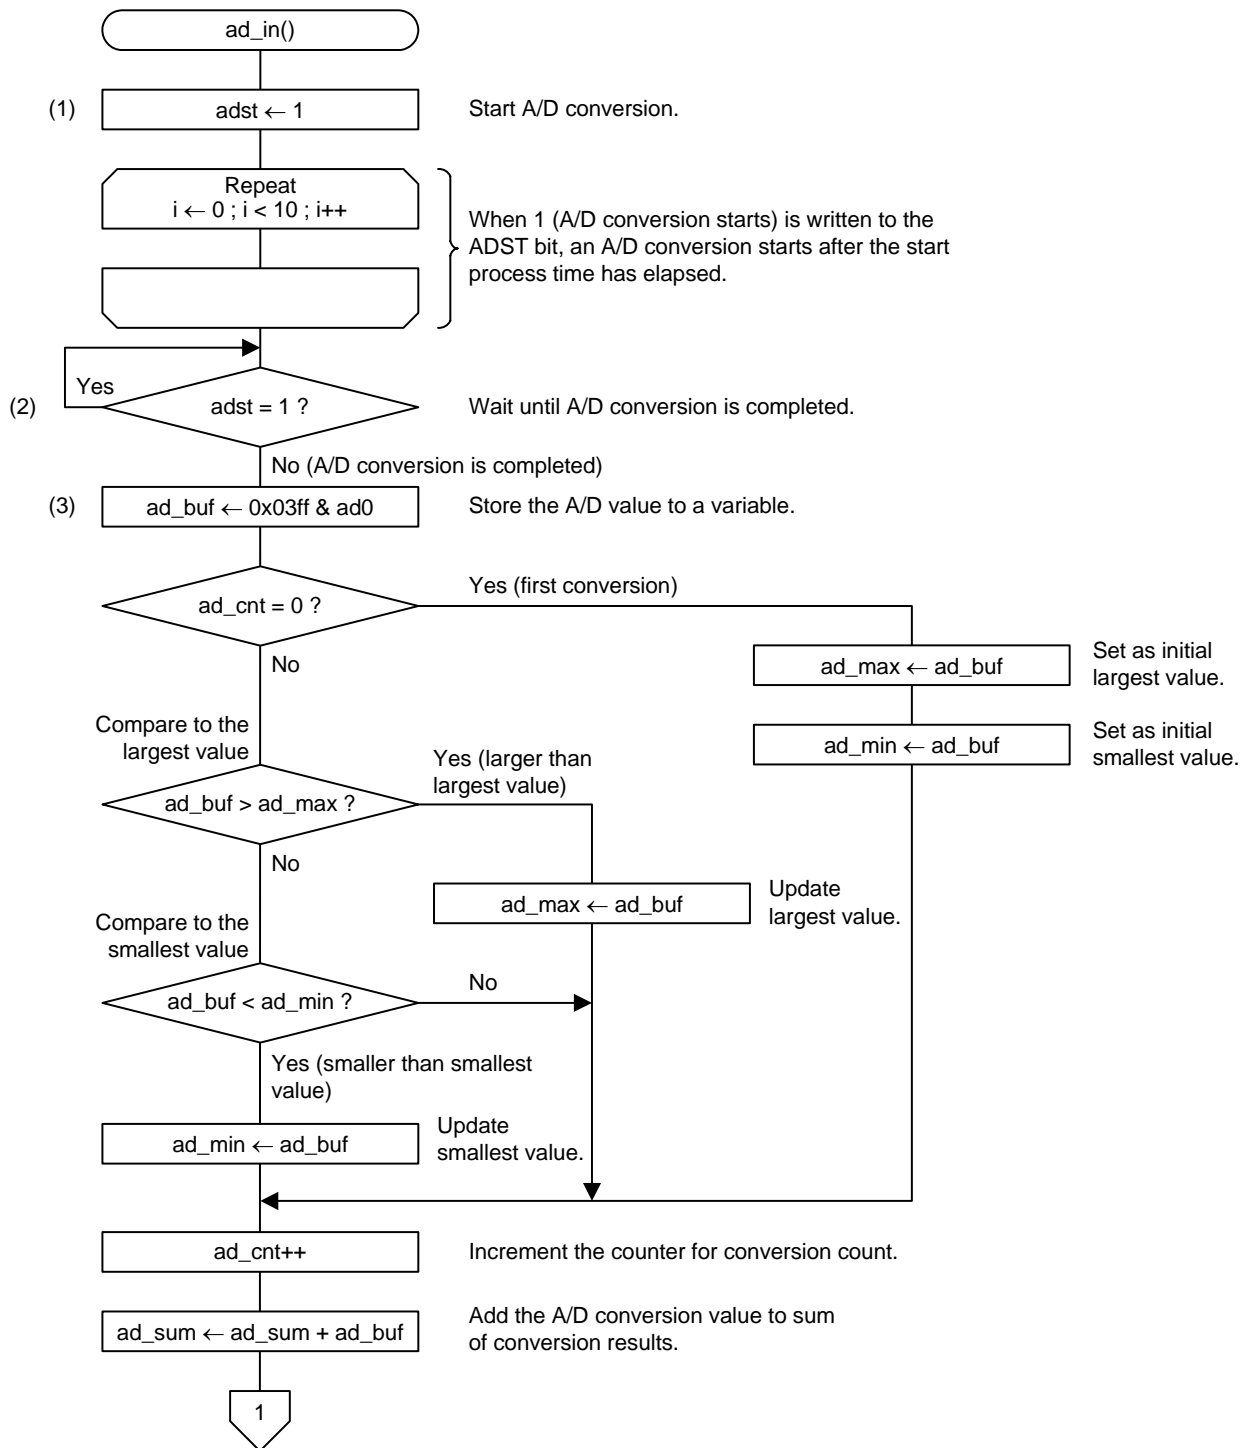 ad_in()
(1)
adst ← 1
Start A/D conversion.
Repeat
i ← 0 ; i < 10 ; i++
When 1 (A/D conversion starts) is written to the
ADST bit, an A/D conversion starts after the start
process time has elapsed.
Yes
(2)
adst = 1 ?
Wait until A/D conversion is completed.
No (A/D conversion is completed)
(3)
ad_buf ← 0x03ff & ad0
Store the A/D value to a variable.
Yes (first conversion)
ad_cnt = 0 ?
No
ad_max ← ad_buf
Set as initial
largest value.
Compare to the
largest value
ad_min ← ad_buf
Set as initial
smallest value.
Yes (larger than
largest value)
ad_buf > ad_max ?
No
ad_max ← ad_buf
Update
largest value.
Compare to the
smallest value
No
ad_buf < ad_min ?
Yes (smaller than smallest
value)
ad_min ← ad_buf
Update
smallest value.
ad_cnt++
Increment the counter for conversion count.
ad_sum ← ad_sum + ad_buf
Add the A/D conversion value to sum
of conversion results.
1